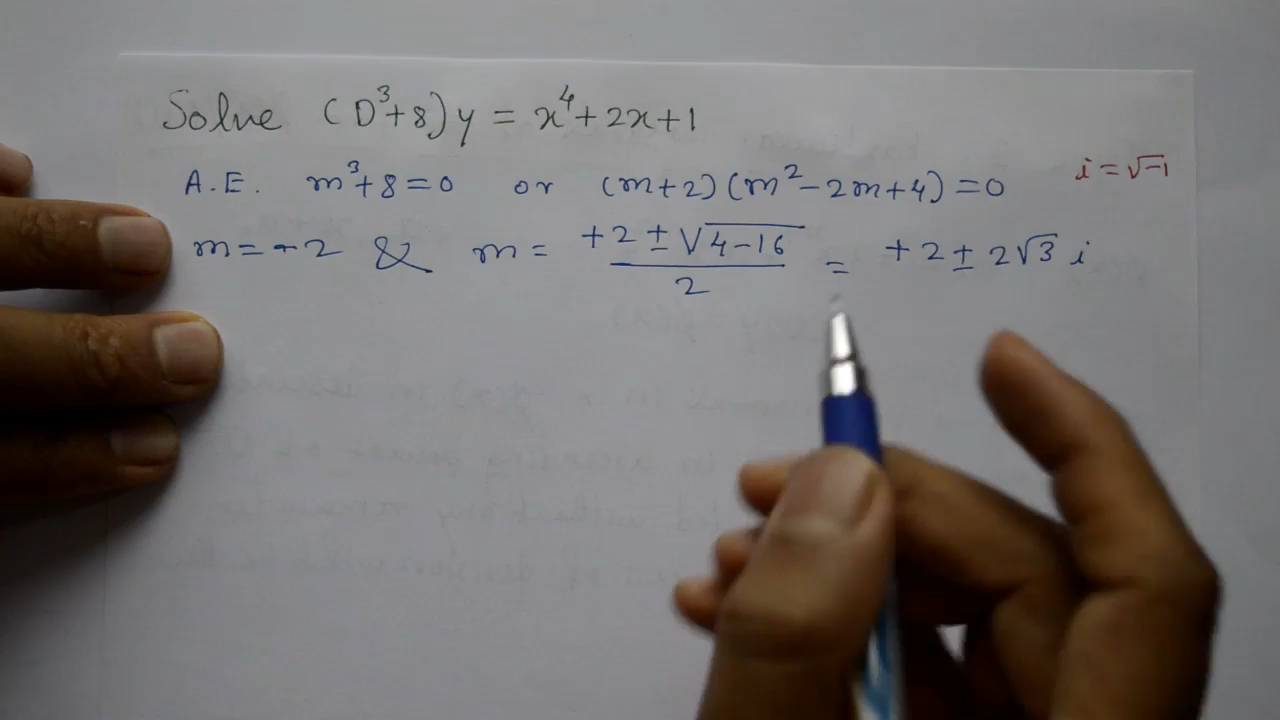 Solve (D³+8)y = x⁴+2x+1
A.E. m³+8=0 or (m+2)(m²-2m+4)=0 i=√-1
m=-2 & m= +2±√4-16 / 2 = +2±2√3 i